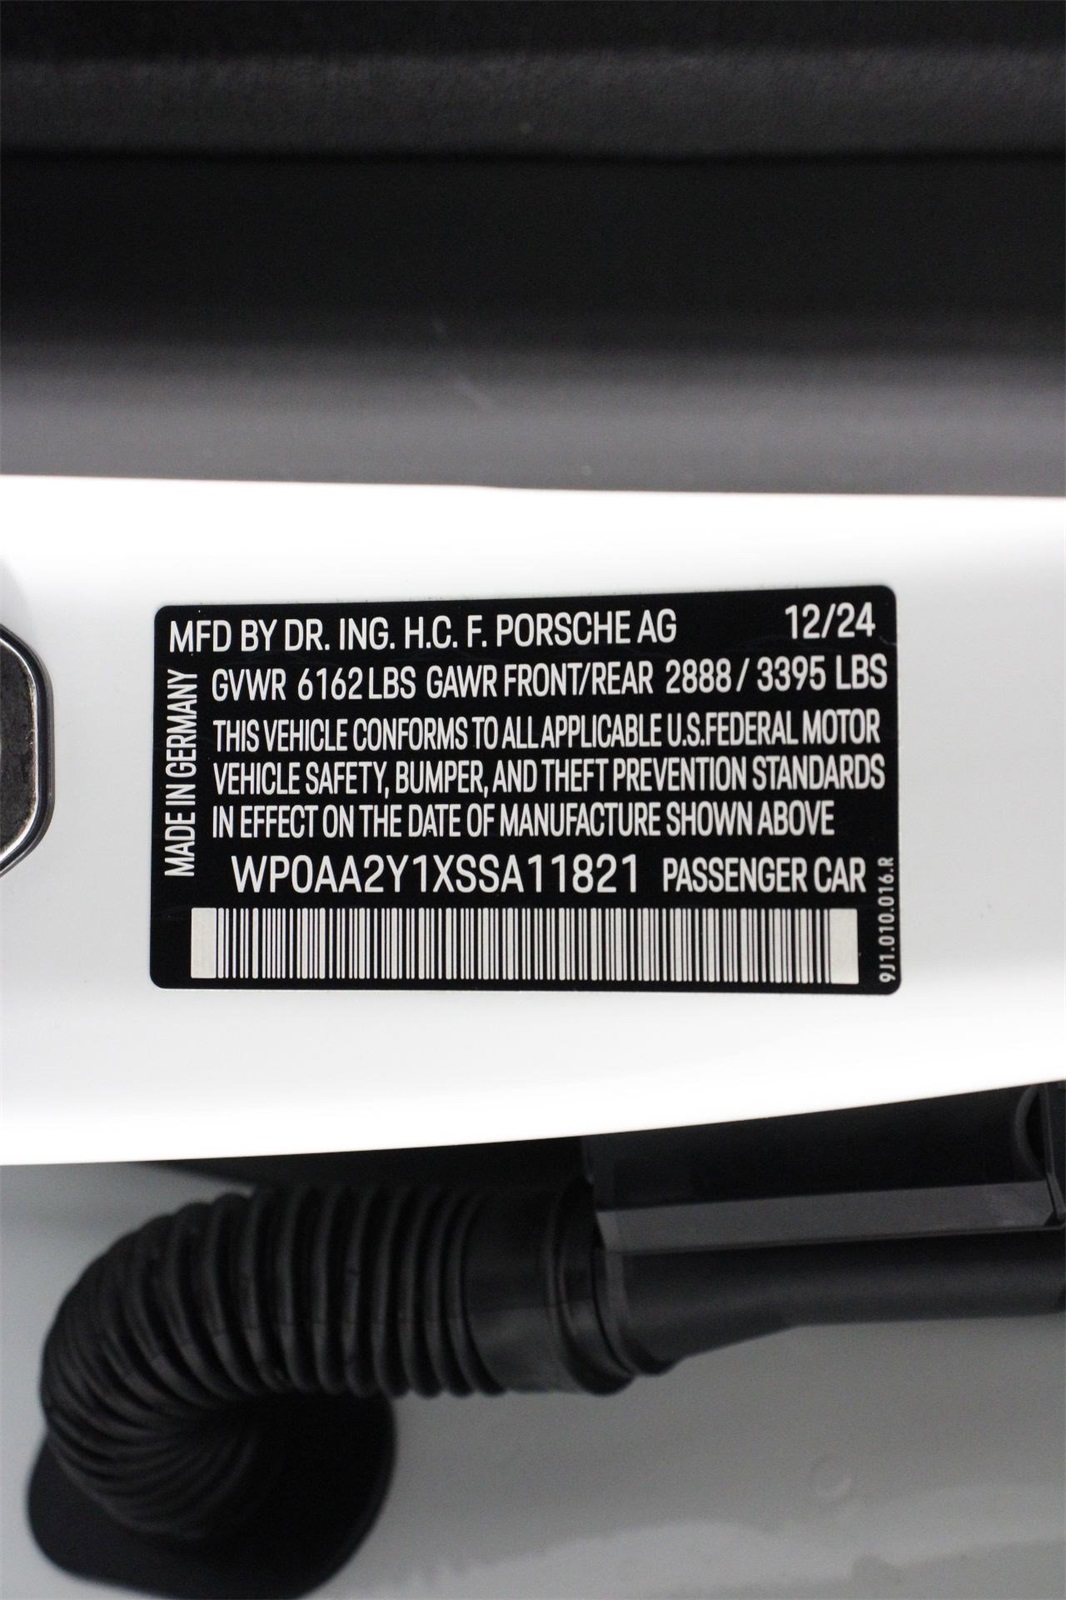 MFD BY DR. ING. H.C. F. PORSCHE AG 12/24
MADE IN GERMANY
GVWR 6162 LBS GAWR FRONT/REAR 2888 / 3395 LBS
THIS VEHICLE CONFORMS TO ALL APPLICABLE U.S.FEDERAL MOTOR
VEHICLE SAFETY, BUMPER, AND THEFT PREVENTION STANDARDS
IN EFFECT ON THE DATE OF MANUFACTURE SHOWN ABOVE
WP0AA2Y1XSSA11821 PASSENGER CAR
9J1.010.016.R